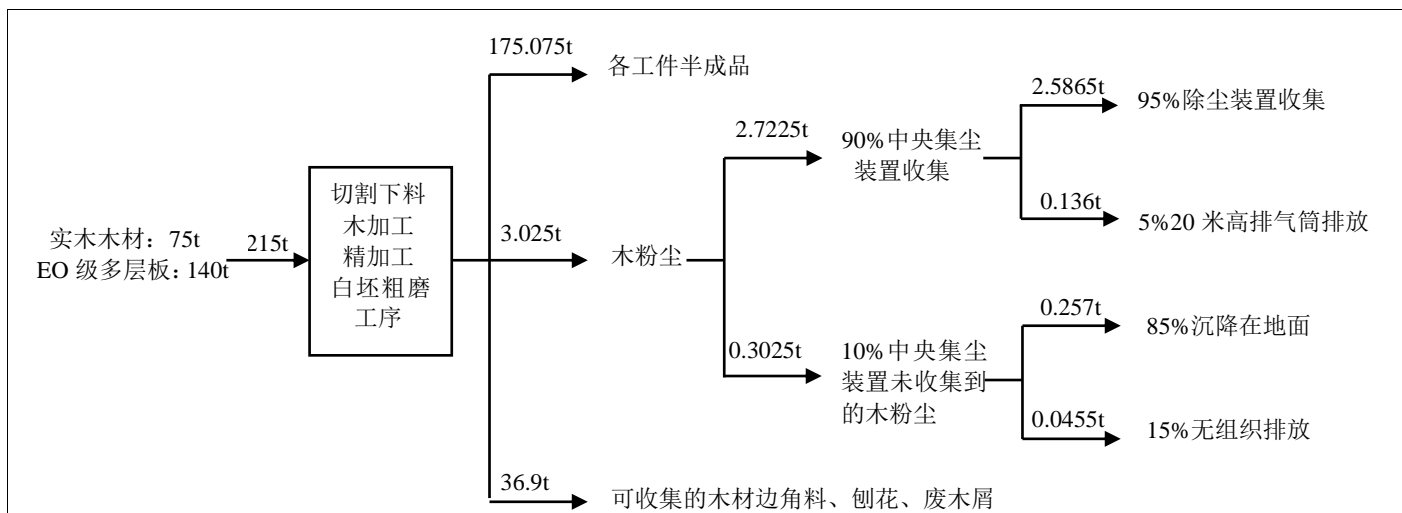 175.075t
各工件半成品
2.5865t
95%除尘装置收集
2.7225t
90%中央集尘
装置收集
切割下料
木加工
精加工
白坯粗磨
工序
0.136t
5%20 米高排气筒排放
实木木材：75t
EO 级多层板：140t
215t
3.025t
木粉尘
0.257t
85%沉降在地面
0.3025t
10%中央集尘
装置未收集到
的木粉尘
0.0455t
15%无组织排放
36.9t
可收集的木材边角料、刨花、废木屑